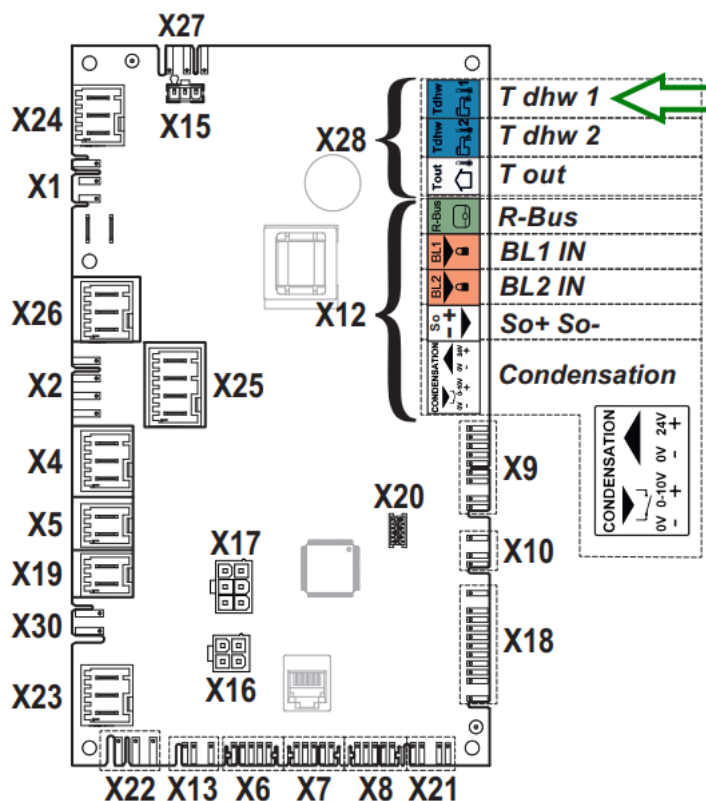 X27
X24
X15
X1
X28
Tdhw 1 T dhw 1
Tdhw 2 T dhw 2
Tout T out
R-Bus R-Bus
BL1 BL1 IN
BL2 BL2 IN
So - + So+ So-
CONDENSATION 0V 0-10V 0V 24V - + - + Condensation
X12
X26
X2
X25
X4
X5
X19
X30
X23
X17
X16
X20
X9
X10
X18
CONDENSATION
0V 0-10V 0V 24V
- + - +
X22 X13 X6 X7 X8 X21